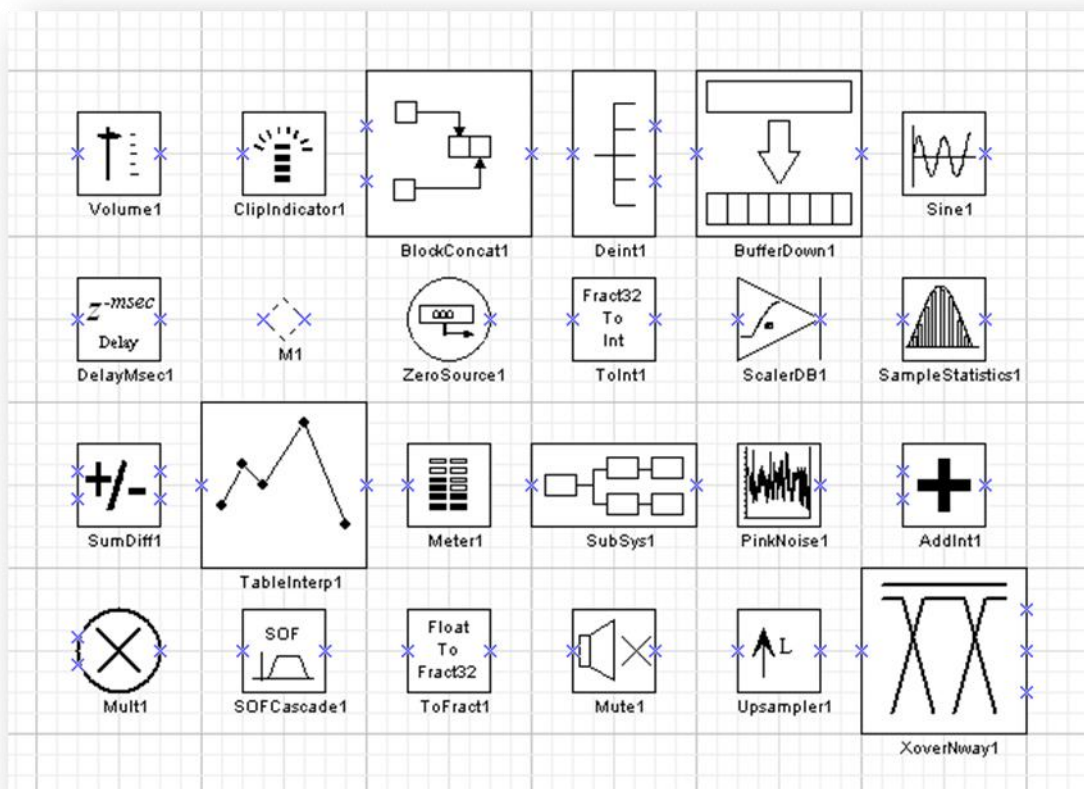 Volume1
ClipIndicator1
BlockConcat1
Deint1
BufferDown1
Sine1
z-msec
Delay
DelayMsec1
M1
000
ZeroSource1
Fract32
To
Int
ToInt1
ScalerDB1
SampleStatistics1
+/-
SumDiff1
TableInterp1
Meter1
SubSys1
PinkNoise1
+
AddInt1
Mult1
SOF
SOFCascade1
Float
To
Fract32
ToFract1
Mute1
L
Upsampler1
XoverNway1